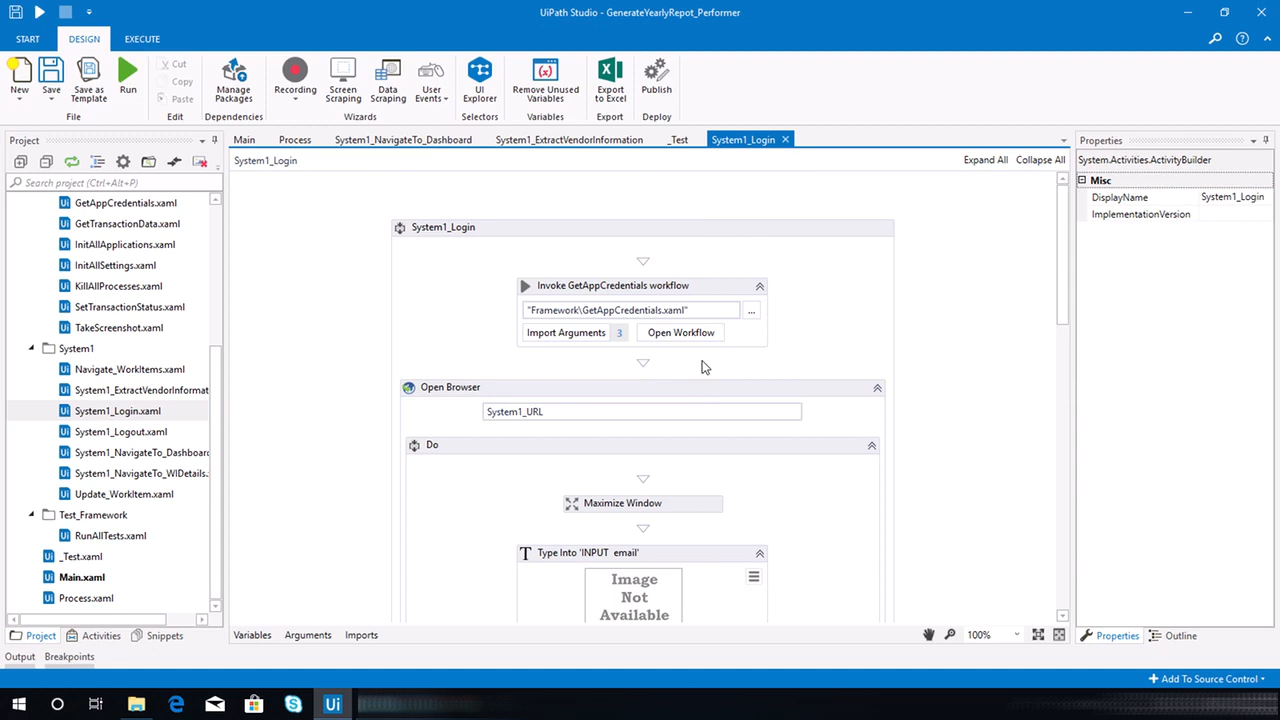 UiPath Studio - GenerateYearlyRepot_Performer
START DESIGN EXECUTE
New Save Save as Template Run Cut Copy Paste Manage Packages Recording Screen Scraping Data Scraping User Events UI Explorer Remove Unused Variables Export to Excel Publish
File Edit Dependencies Wizards Selectors Variables Export Deploy
Project
Search project (Ctrl+Alt+P)
GetAppCredentials.xaml
GetTransactionData.xaml
InitAllApplications.xaml
InitAllSettings.xaml
KillAllProcesses.xaml
SetTransactionStatus.xaml
TakeScreenshot.xaml
System1
Navigate_WorkItems.xaml
System1_ExtractVendorInformat
System1_Login.xaml
System1_Logout.xaml
System1_NavigateTo_Dashboard
System1_NavigateTo_WIDetails.
Update_WorkItem.xaml
Test_Framework
RunAllTests.xaml
_Test.xaml
Main.xaml
Process.xaml
Project Activities Snippets
Main Process System1_NavigateTo_Dashboard System1_ExtractVendorInformation _Test System1_Login
System1_Login Expand All Collapse All
System1_Login
Invoke GetAppCredentials workflow
"Framework\GetAppCredentials.xaml" ...
Import Arguments 3 Open Workflow
Open Browser
System1_URL
Do
Maximize Window
Type Into 'INPUT email'
Image
Not
Available
Variables Arguments Imports 100%
Properties
System.Activities.ActivityBuilder
Misc
DisplayName System1_Login
ImplementationVersion
Properties Outline
Output Breakpoints
Add To Source Control
Ui